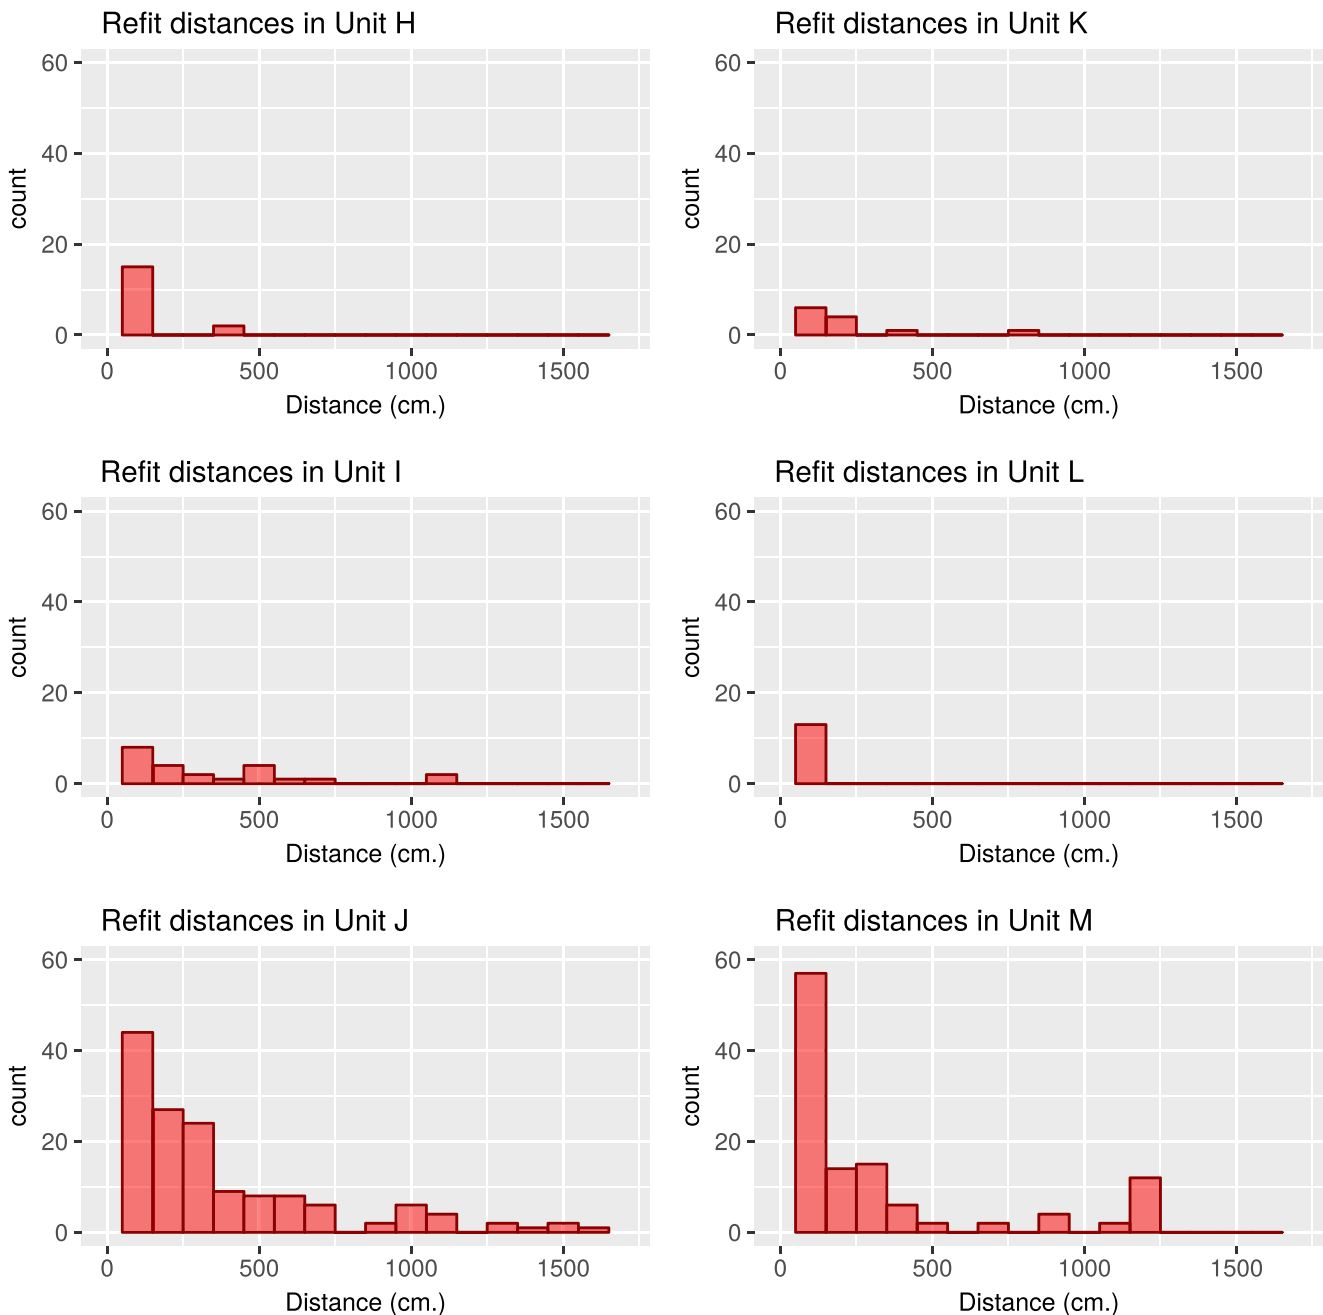 Refit distances in Unit H
60
40
20
0
count
0 500 1000 1500
Distance (cm.)
Refit distances in Unit K
60
40
20
0
count
0 500 1000 1500
Distance (cm.)
Refit distances in Unit I
60
40
20
0
count
0 500 1000 1500
Distance (cm.)
Refit distances in Unit L
60
40
20
0
count
0 500 1000 1500
Distance (cm.)
Refit distances in Unit J
60
40
20
0
count
0 500 1000 1500
Distance (cm.)
Refit distances in Unit M
60
40
20
0
count
0 500 1000 1500
Distance (cm.)